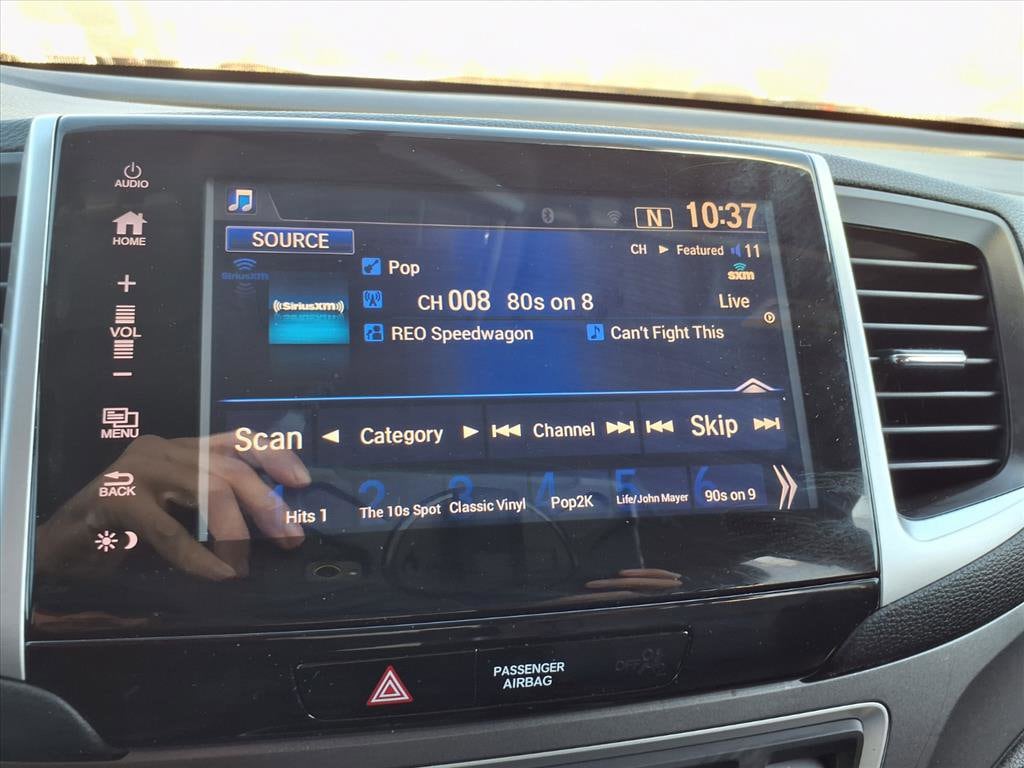 AUDIO
HOME
+
VOL
−
MENU
BACK
N 10:37
SOURCE
CH ► Featured 11
SiriusXM
sxm
Pop
((SiriusXM))
CH 008 80s on 8
Live
REO Speedwagon
Can't Fight This
Scan
◄ Category ►
Channel
Skip
1 2 3 4 5 6
Hits 1
The 10s Spot
Classic Vinyl
Pop2K
Life/John Mayer
90s on 9
PASSENGER
AIRBAG
OFF